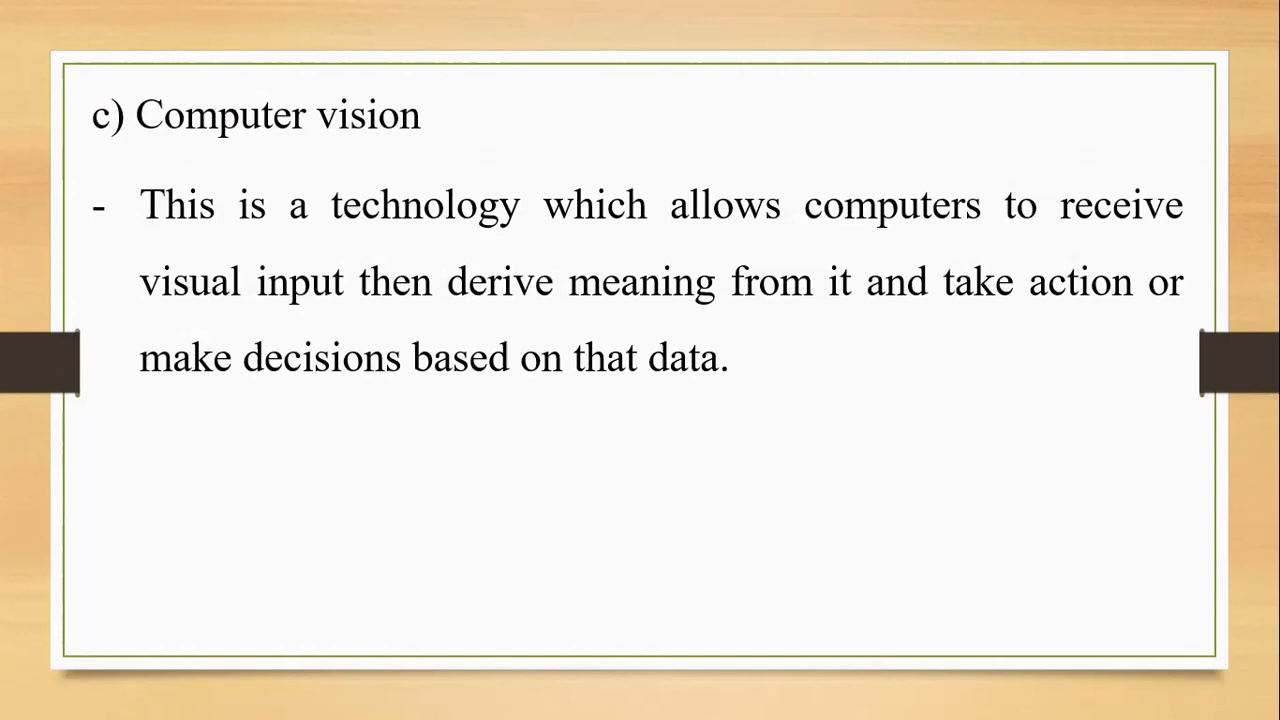 c) Computer vision
- This is a technology which allows computers to receive
visual input then derive meaning from it and take action or
make decisions based on that data.